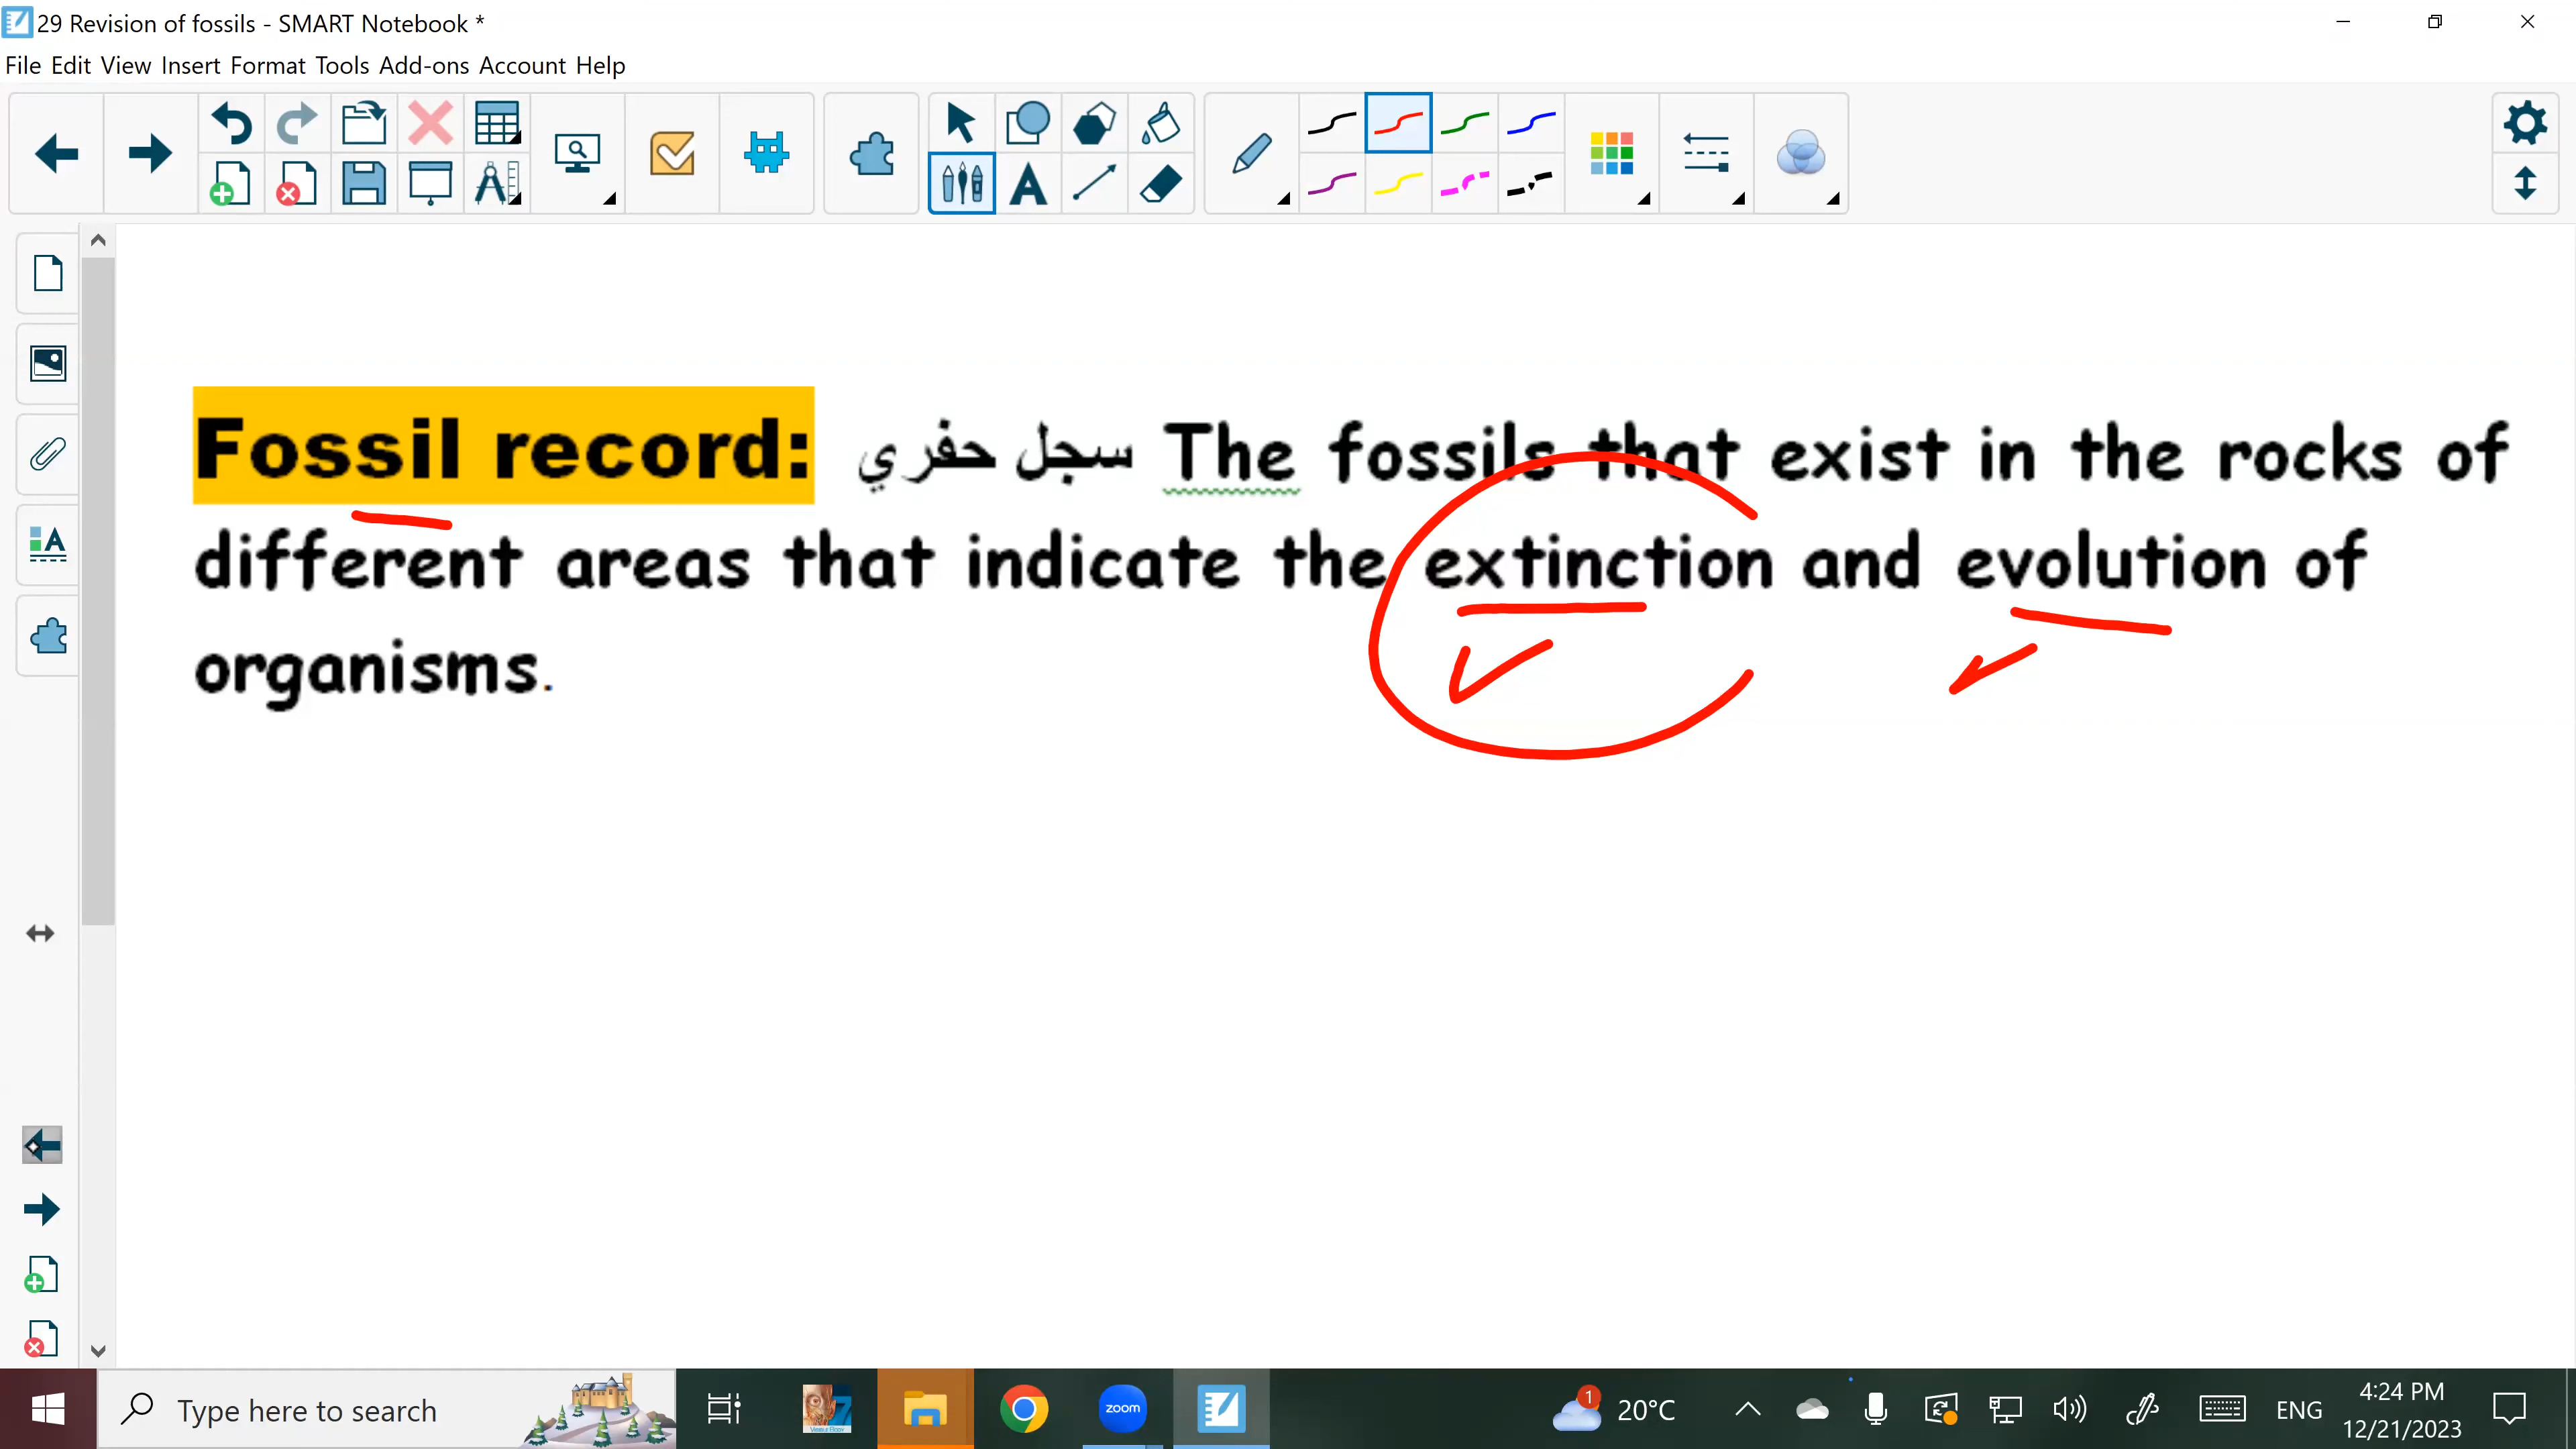 29 Revision of fossils - SMART Notebook *
File Edit View Insert Format Tools Add-ons Account Help
Fossil record: سجل حفري The fossils that exist in the rocks of
different areas that indicate the extinction and evolution of
organisms.
Type here to search
zoom
1
20°C
ENG
4:24 PM
12/21/2023